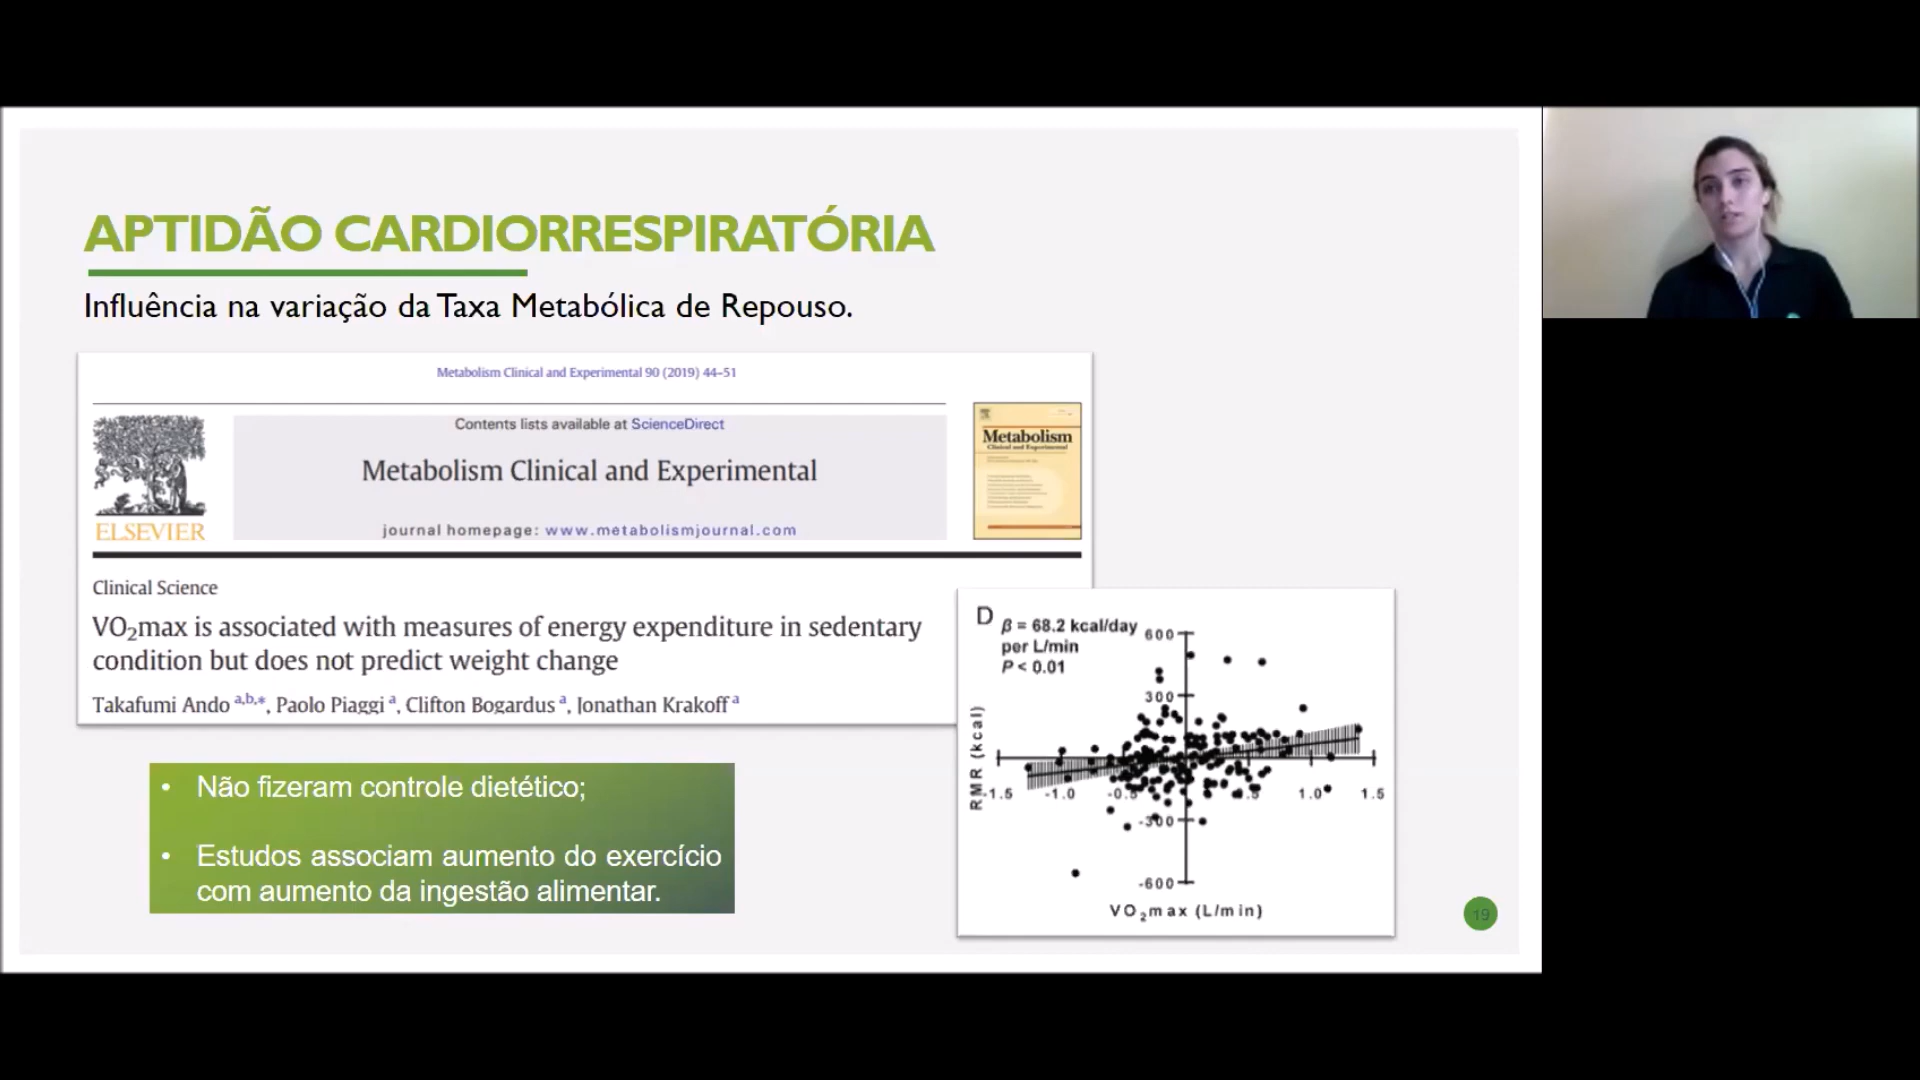 APTIDÃO CARDIORRESPIRATÓRIA
Influência na variação da Taxa Metabólica de Repouso.
Metabolism Clinical and Experimental 90 (2019) 44–51
Contents lists available at ScienceDirect
Metabolism Clinical and Experimental
journal homepage: www.metabolismjournal.com
ELSEVIER
Metabolism
Clinical and Experimental
Clinical Science
VO₂max is associated with measures of energy expenditure in sedentary
condition but does not predict weight change
Takafumi Ando a,b,*, Paolo Piaggi a, Clifton Bogardus a, Jonathan Krakoff a
• Não fizeram controle dietético;
• Estudos associam aumento do exercício
com aumento da ingestão alimentar.
D
β = 68.2 kcal/day
per L/min
P < 0.01
600
300
-300
-600
RMR (kcal)
-1.5 -1.0 1.0 1.5
VO₂max (L/min)
19